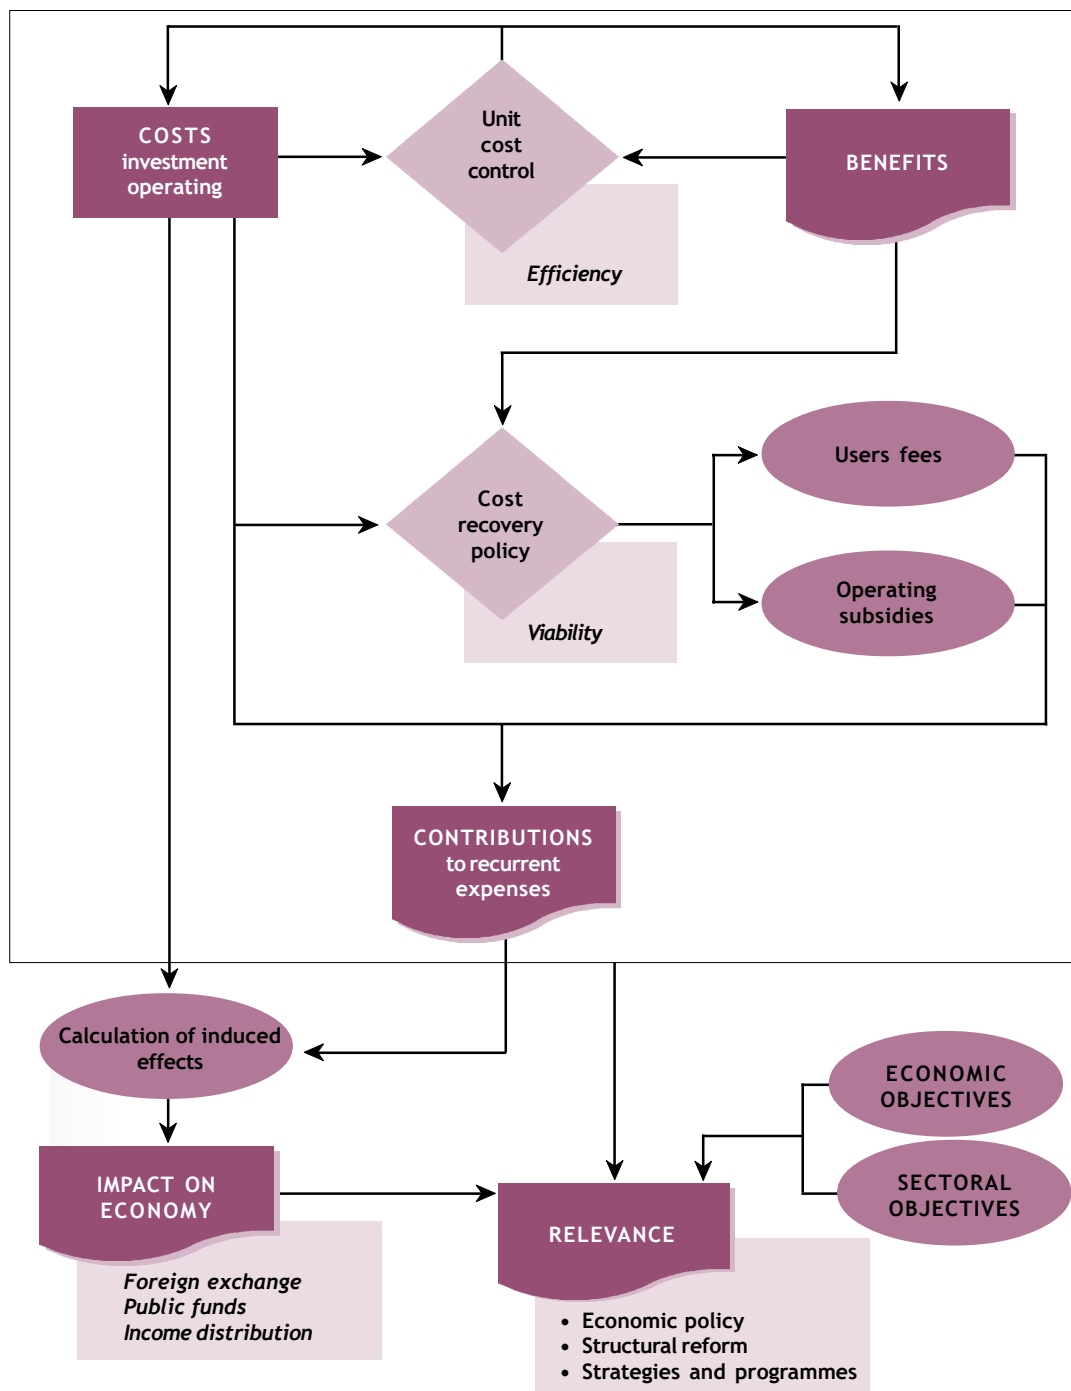 COSTS
investment
operating
Unit
cost
control
BENEFITS
Efficiency
Users fees
Cost
recovery
policy
Operating
subsidies
Viability
CONTRIBUTIONS
to recurrent
expenses
Calculation of induced
effects
ECONOMIC
OBJECTIVES
IMPACT ON
ECONOMY
SECTORAL
OBJECTIVES
RELEVANCE
Foreign exchange
Public funds
Income distribution
• Economic policy
• Structural reform
• Strategies and programmes